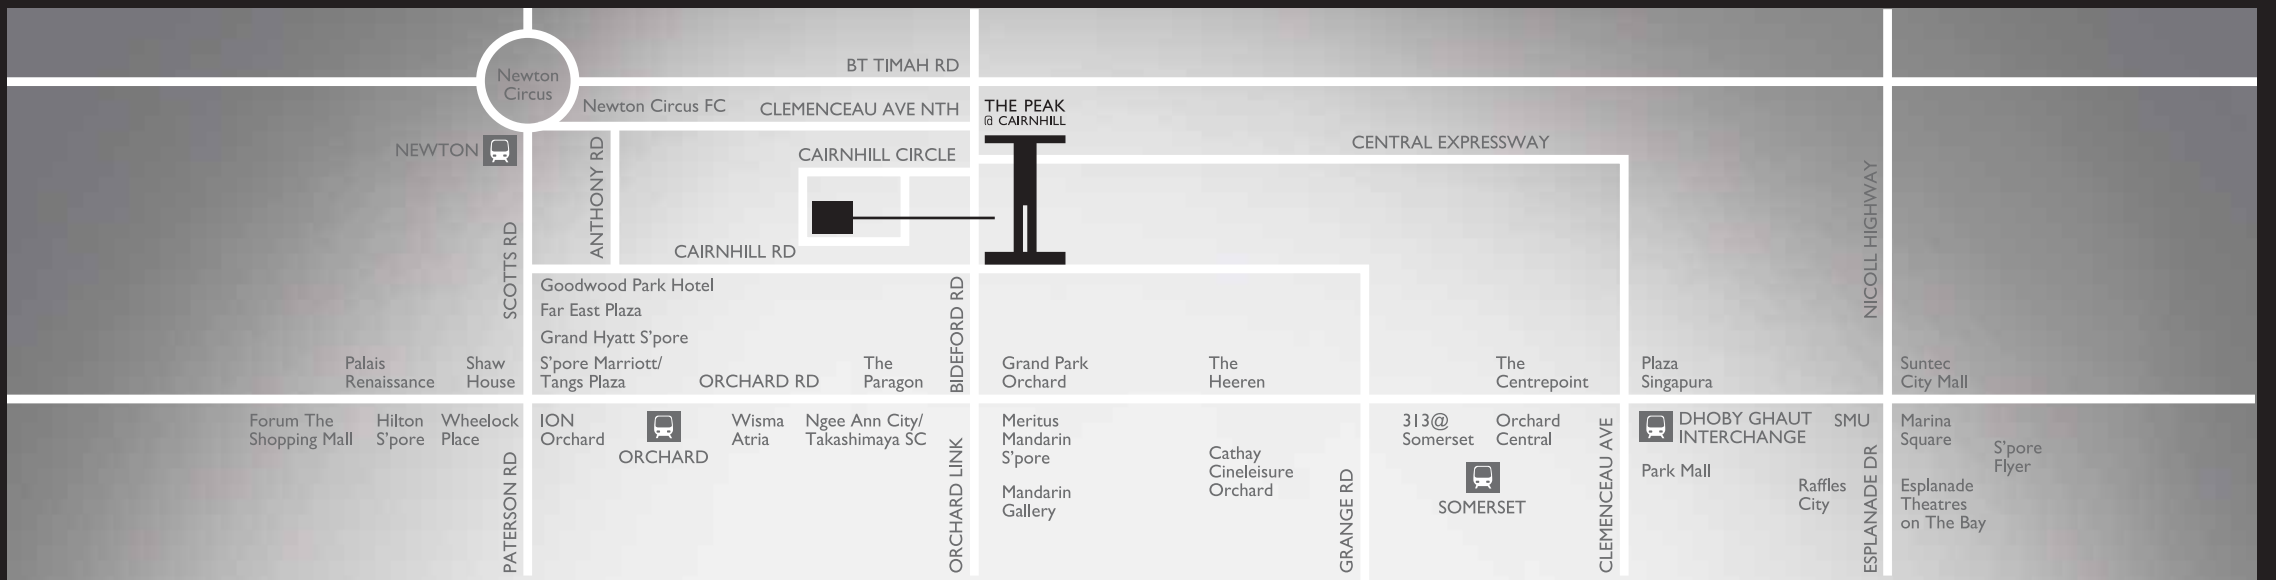 BT TIMAH RD
Newton
Circus
Newton Circus FC
CLEMENCEAU AVE NTH
THE PEAK
@ CAIRNHILL
NEWTON
ANTHONY RD
CAIRNHILL CIRCLE
CENTRAL EXPRESSWAY
NICOLL HIGHWAY
SCOTTS RD
CAIRNHILL RD
Goodwood Park Hotel
Far East Plaza
Grand Hyatt S'pore
BIDEFORD RD
Palais
Renaissance
Shaw
House
S'pore Marriott/
Tangs Plaza
ORCHARD RD
The
Paragon
Grand Park
Orchard
The
Heeren
The
Centrepoint
Plaza
Singapura
Suntec
City Mall
Forum The
Shopping Mall
Hilton
S'pore
Wheelock
Place
ION
Orchard
ORCHARD
Wisma
Atria
Ngee Ann City/
Takashimaya SC
Meritus
Mandarin
S'pore
Mandarin
Gallery
Cathay
Cineleisure
Orchard
313@
Somerset
Orchard
Central
SOMERSET
DHOBY GHAUT
INTERCHANGE
SMU
Park Mall
Raffles
City
Marina
Square
S'pore
Flyer
Esplanade
Theatres
on The Bay
PATERSON RD
ORCHARD LINK
GRANGE RD
CLEMENCEAU AVE
ESPLANADE DR